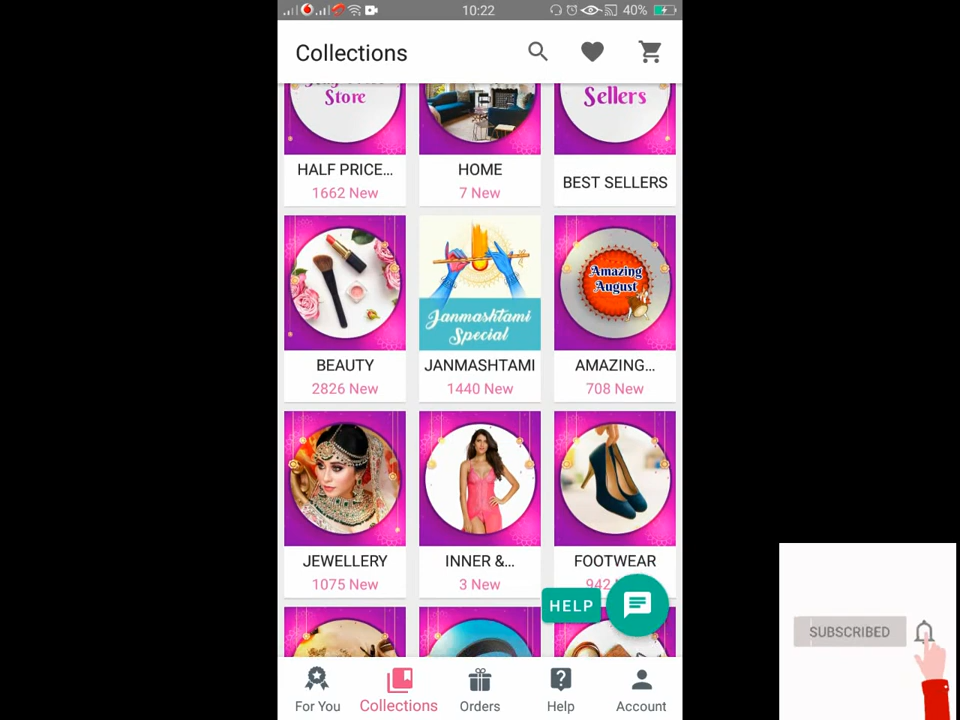 10:22
40%
Collections
Store
Sellers
HALF PRICE...
1662 New
HOME
7 New
BEST SELLERS
Janmashtami
Special
Amazing
August
BEAUTY
2826 New
JANMASHTAMI
1440 New
AMAZING...
708 New
JEWELLERY
1075 New
INNER &...
3 New
FOOTWEAR
942
HELP
SUBSCRIBED
For You
Collections
Orders
Help
Account